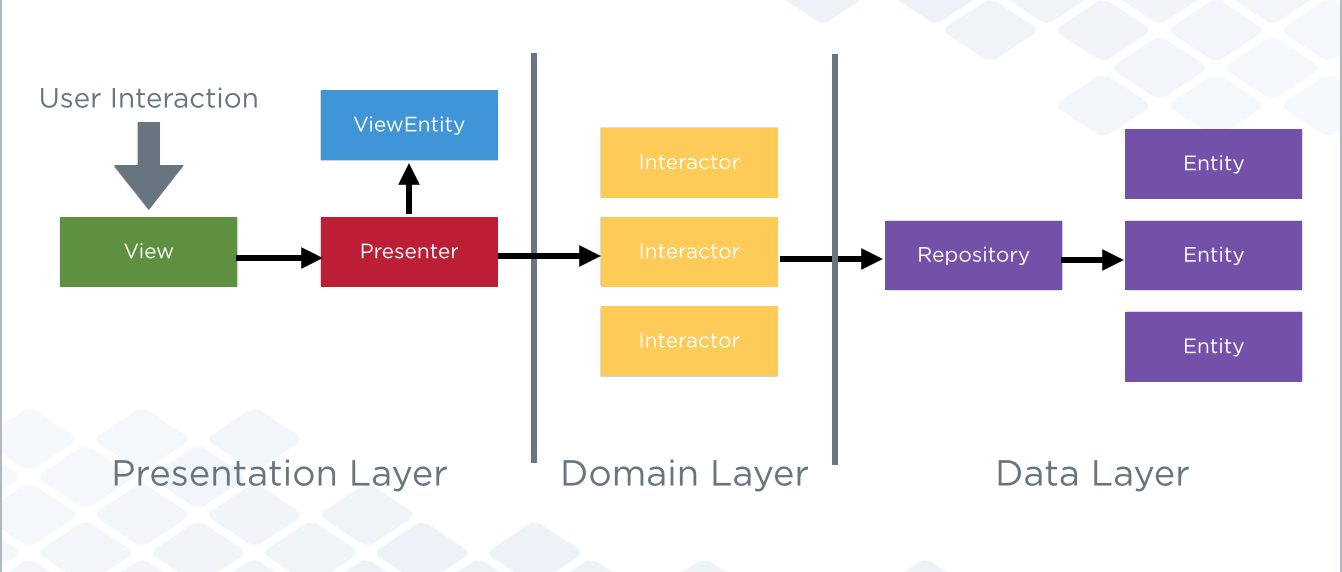 User Interaction
ViewEntity
View
Presenter
Interactor
Interactor
Interactor
Repository
Entity
Entity
Entity
Presentation Layer
Domain Layer
Data Layer